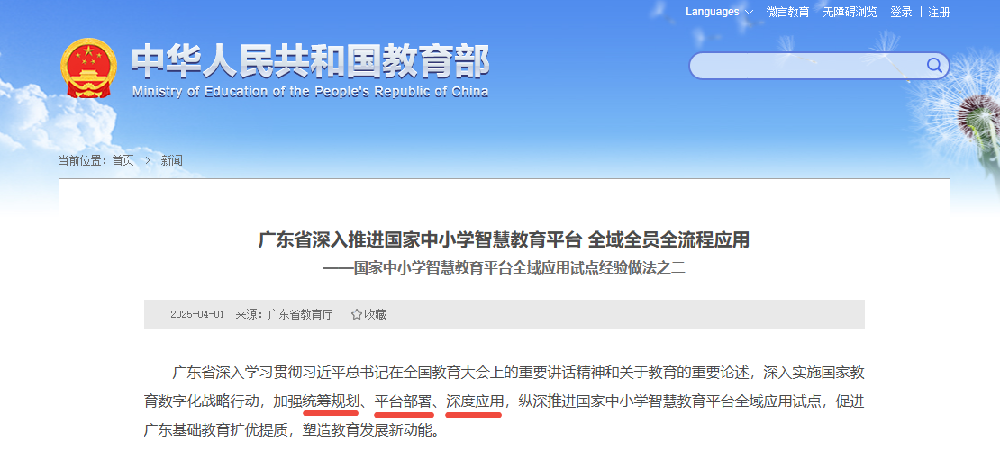 Languages 微言教育 无障碍浏览 登录 | 注册
中华人民共和国教育部
Ministry of Education of the People's Republic of China
当前位置：首页 > 新闻
广东省深入推进国家中小学智慧教育平台 全域全员全流程应用
——国家中小学智慧教育平台全域应用试点经验做法之二
2025-04-01 来源：广东省教育厅 收藏
广东省深入学习贯彻习近平总书记在全国教育大会上的重要讲话精神和关于教育的重要论述，深入实施国家教
育数字化战略行动，加强统筹规划、平台部署、深度应用，纵深推进国家中小学智慧教育平台全域应用试点，促进
广东基础教育扩优提质，塑造教育发展新动能。